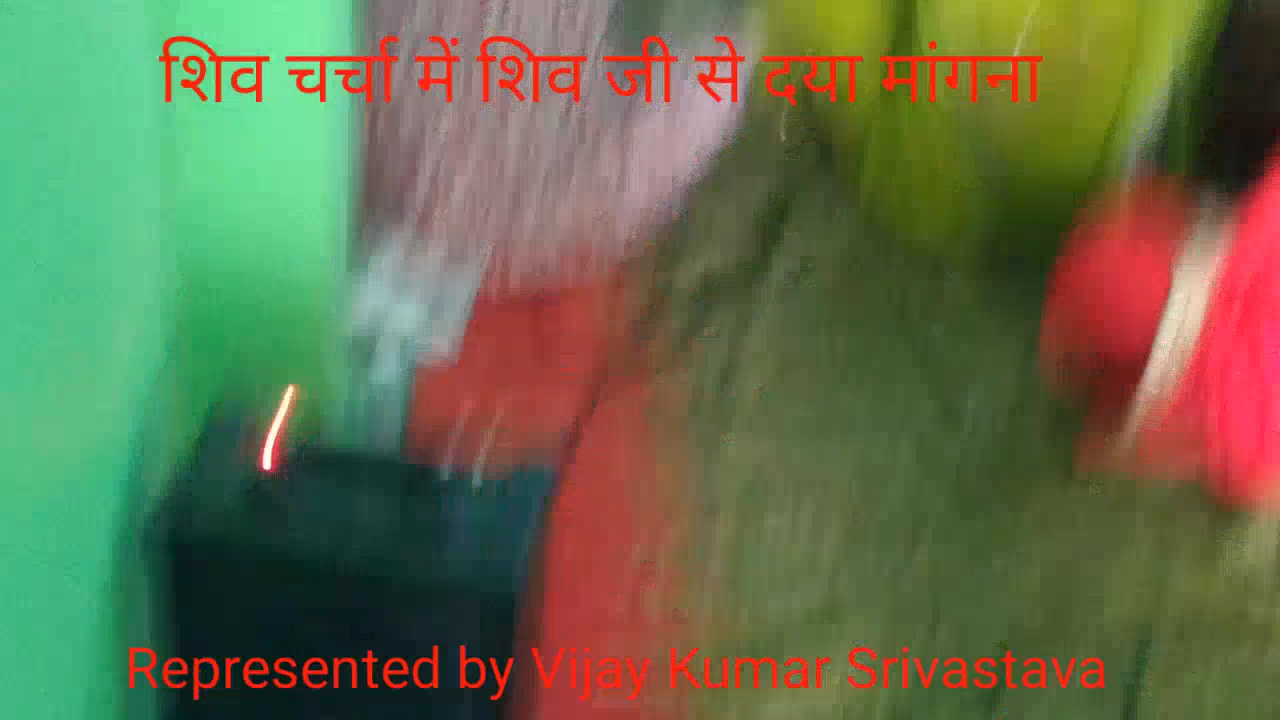 शिव चर्चा में शिव जी से दया मांगना
Represented by Vijay Kumar Srivastava